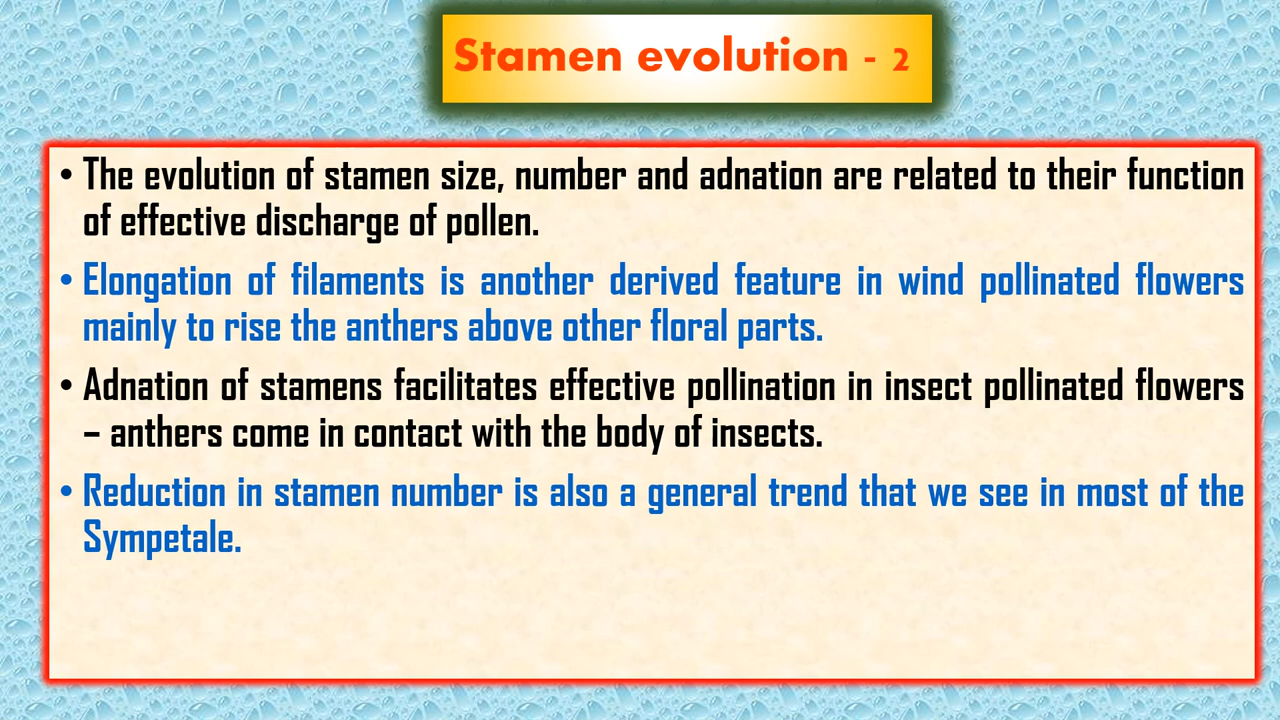 Stamen evolution - 2
• The evolution of stamen size, number and adnation are related to their function
of effective discharge of pollen.
• Elongation of filaments is another derived feature in wind pollinated flowers
mainly to rise the anthers above other floral parts.
• Adnation of stamens facilitates effective pollination in insect pollinated flowers
– anthers come in contact with the body of insects.
• Reduction in stamen number is also a general trend that we see in most of the
Sympetale.